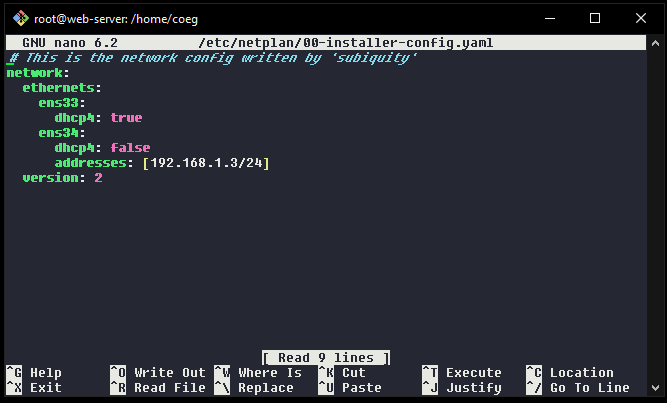 root@web-server: /home/coeg
GNU nano 6.2 /etc/netplan/00-installer-config.yaml
# This is the network config written by 'subiquity'
network:
  ethernets:
    ens33:
      dhcp4: true
    ens34:
      dhcp4: false
      addresses: [192.168.1.3/24]
  version: 2
[ Read 9 lines ]
^G Help ^O Write Out ^W Where Is ^K Cut ^T Execute ^C Location
^X Exit ^R Read File ^\ Replace ^U Paste ^J Justify ^/ Go To Line